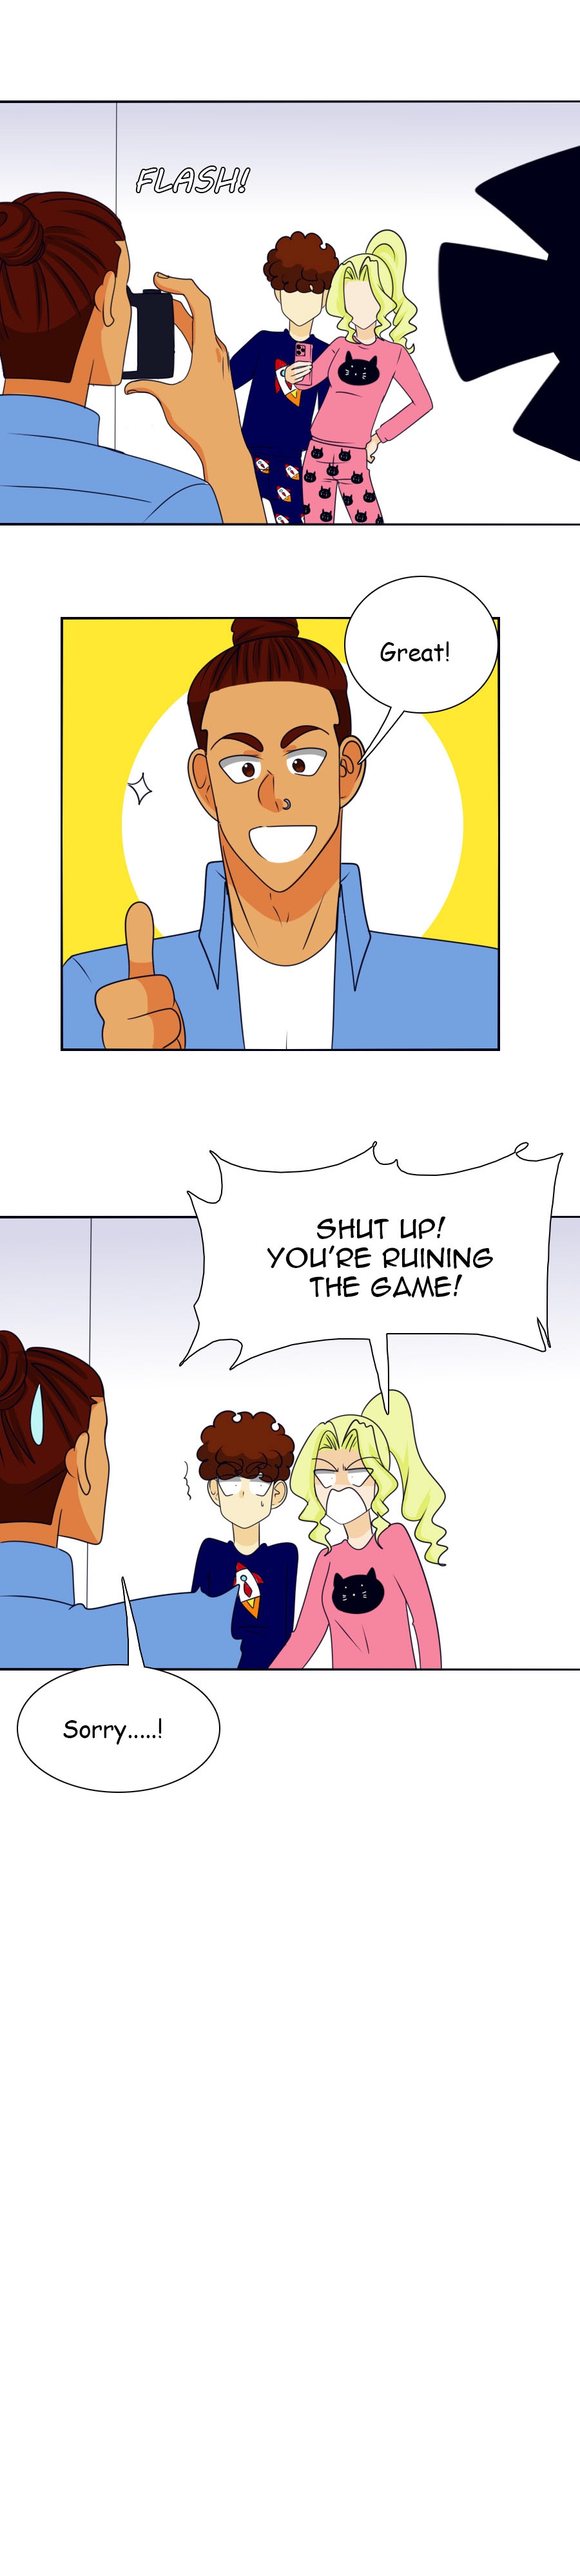 FLASH!
Great!
SHUT UP!
YOU'RE RUINING
THE GAME!
Sorry.....!